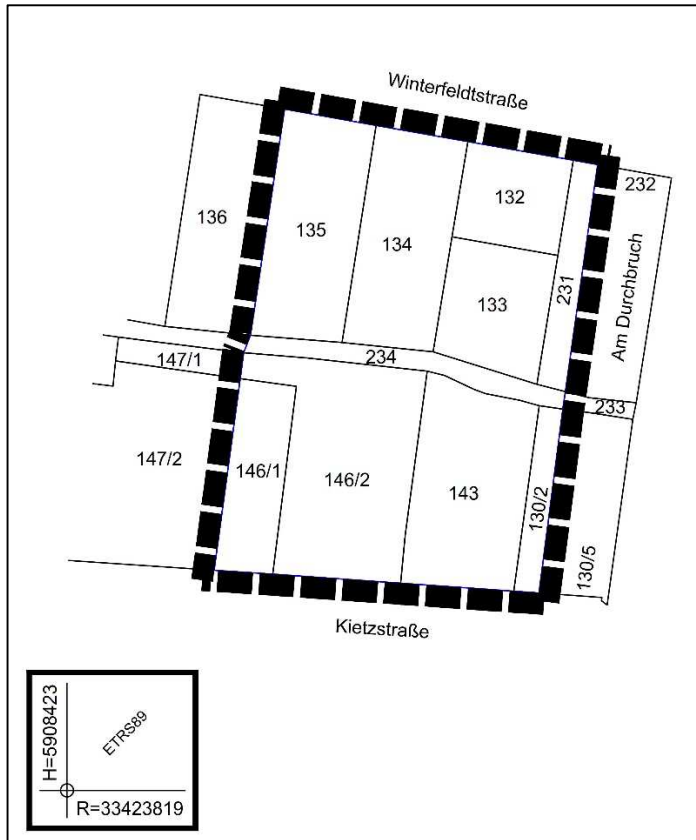 Winterfeldtstraße
232
132
136
135
134
133
231
Am Durchbruch
234
147/1
233
147/2
146/1
146/2
143
130/2
130/5
Kietzstraße
H=5908423
ETRS89
R=33423819